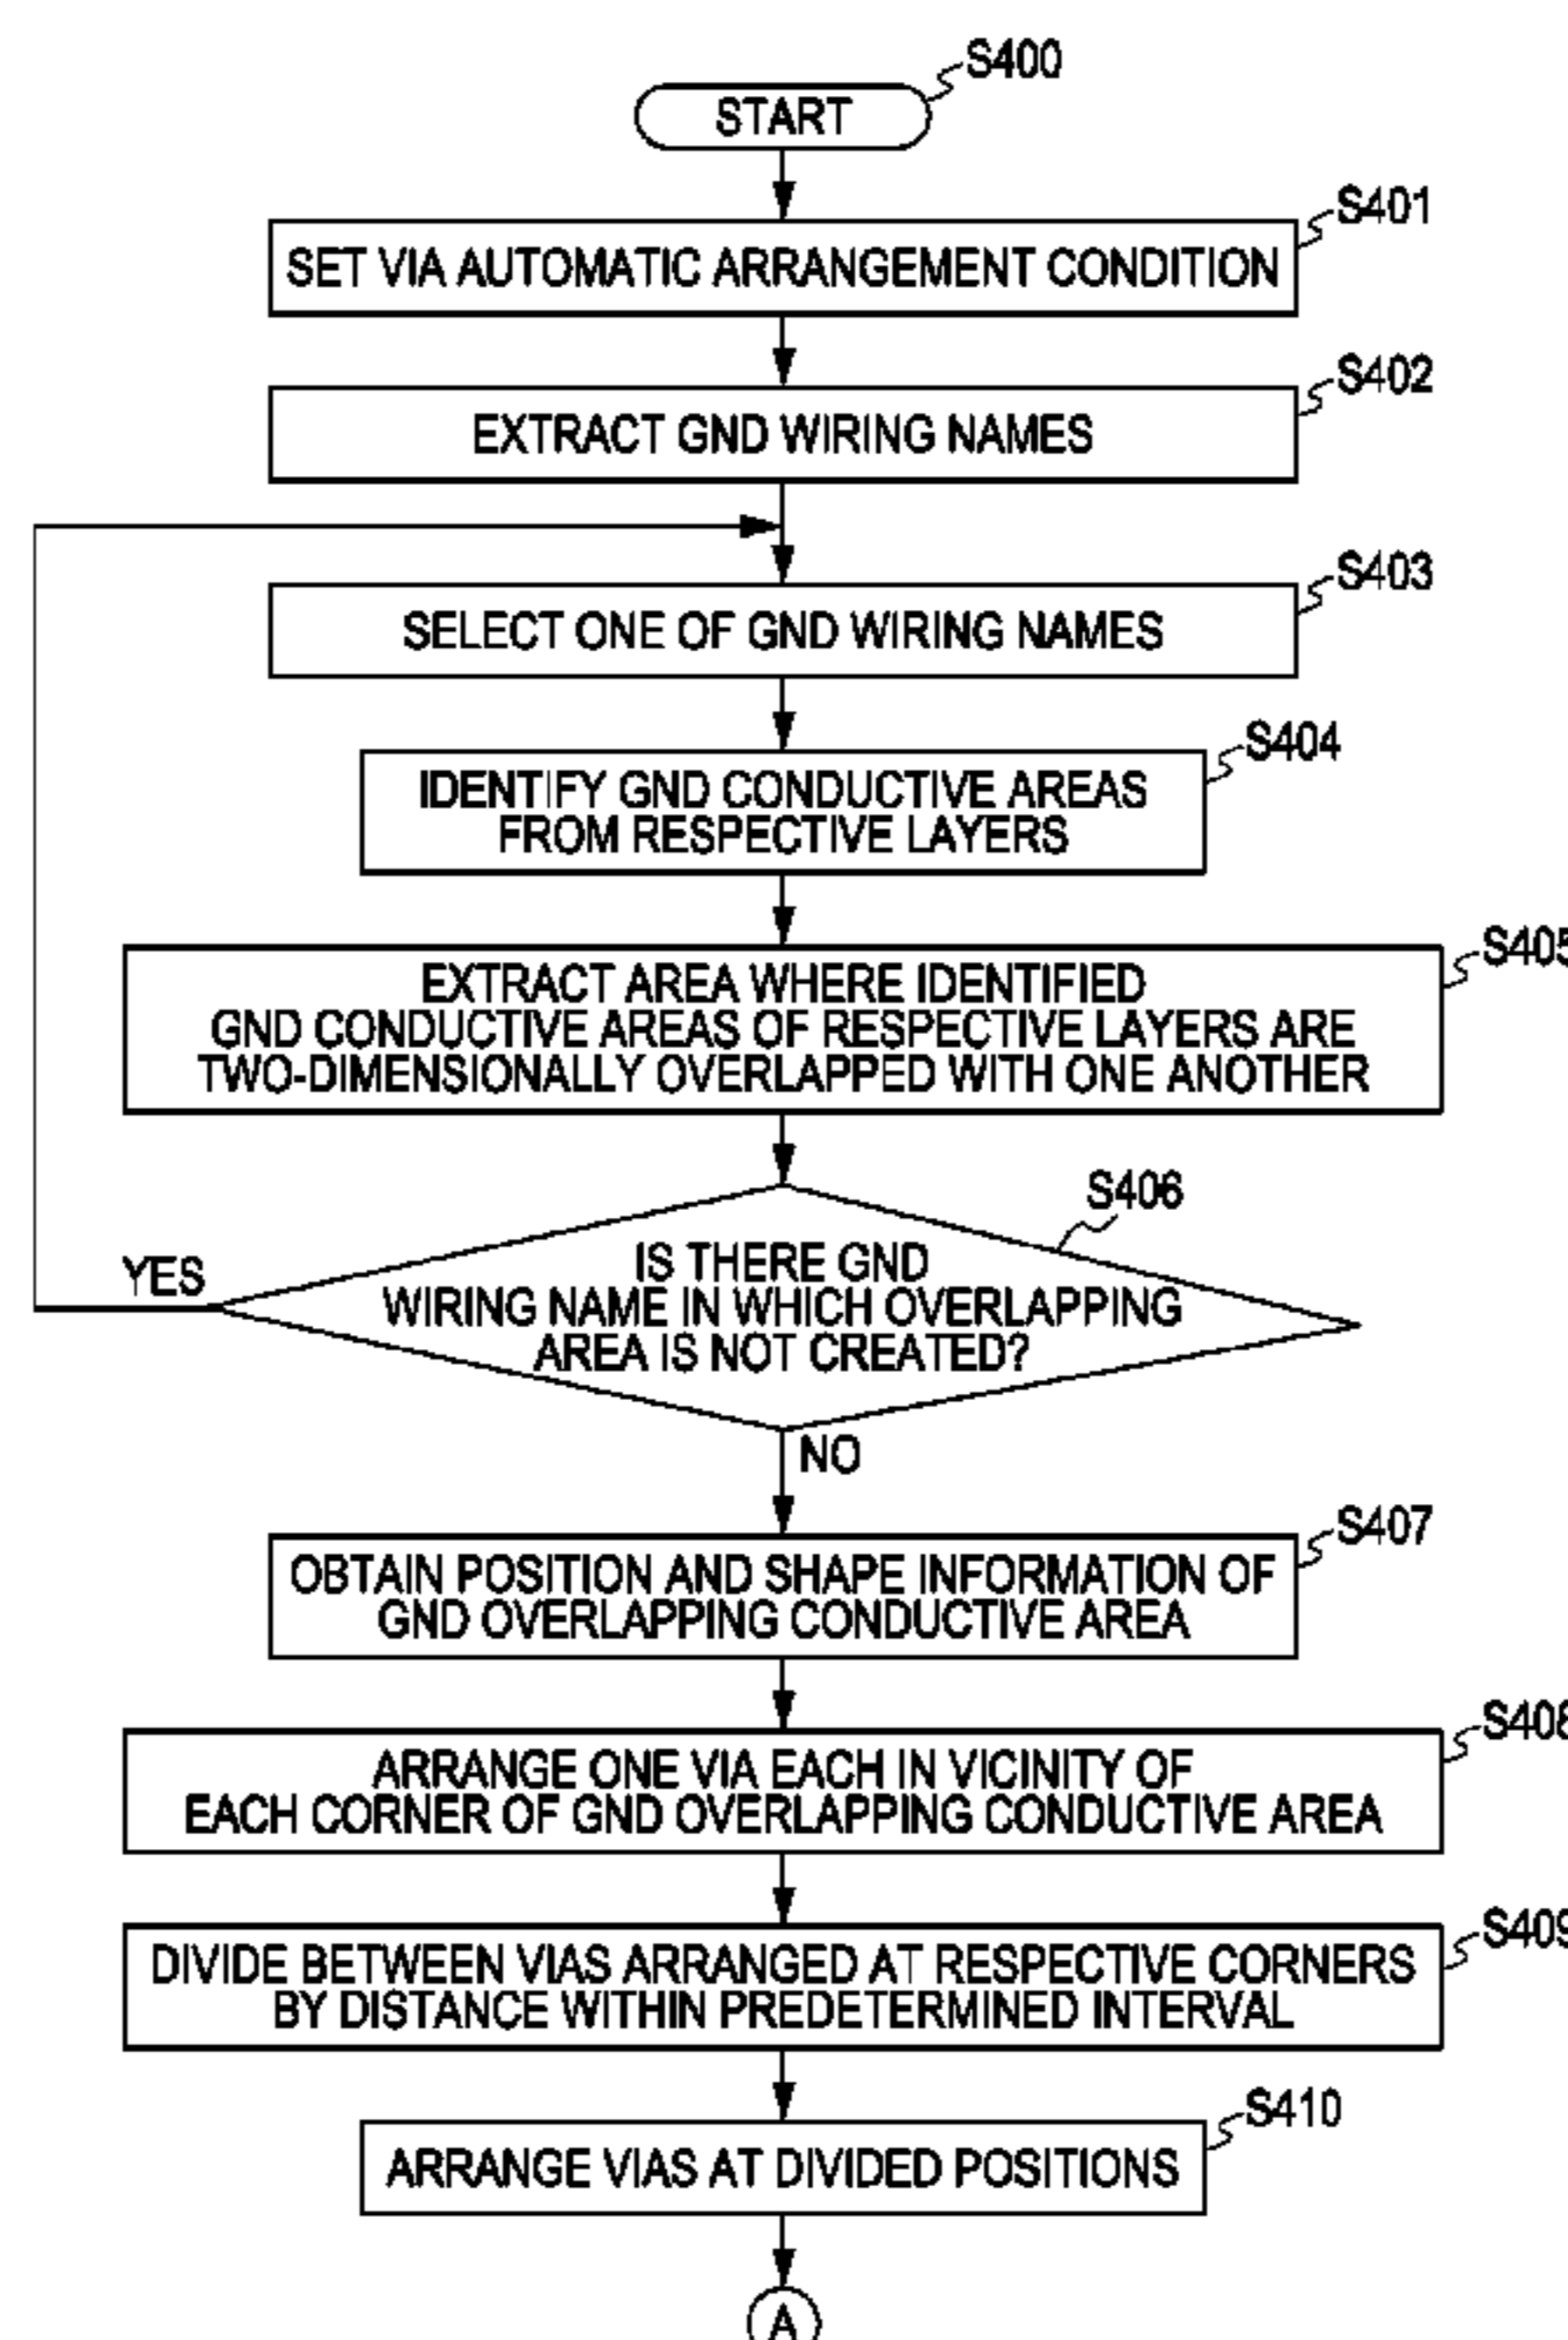 S400
START
S401
SET VIA AUTOMATIC ARRANGEMENT CONDITION
S402
EXTRACT GND WIRING NAMES
S403
SELECT ONE OF GND WIRING NAMES
S404
IDENTIFY GND CONDUCTIVE AREAS
FROM RESPECTIVE LAYERS
S405
EXTRACT AREA WHERE IDENTIFIED
GND CONDUCTIVE AREAS OF RESPECTIVE LAYERS ARE
TWO-DIMENSIONALLY OVERLAPPED WITH ONE ANOTHER
S406
YES
IS THERE GND
WIRING NAME IN WHICH OVERLAPPING
AREA IS NOT CREATED?
NO
S407
OBTAIN POSITION AND SHAPE INFORMATION OF
GND OVERLAPPING CONDUCTIVE AREA
S408
ARRANGE ONE VIA EACH IN VICINITY OF
EACH CORNER OF GND OVERLAPPING CONDUCTIVE AREA
S409
DIVIDE BETWEEN VIAS ARRANGED AT RESPECTIVE CORNERS
BY DISTANCE WITHIN PREDETERMINED INTERVAL
S410
ARRANGE VIAS AT DIVIDED POSITIONS
A